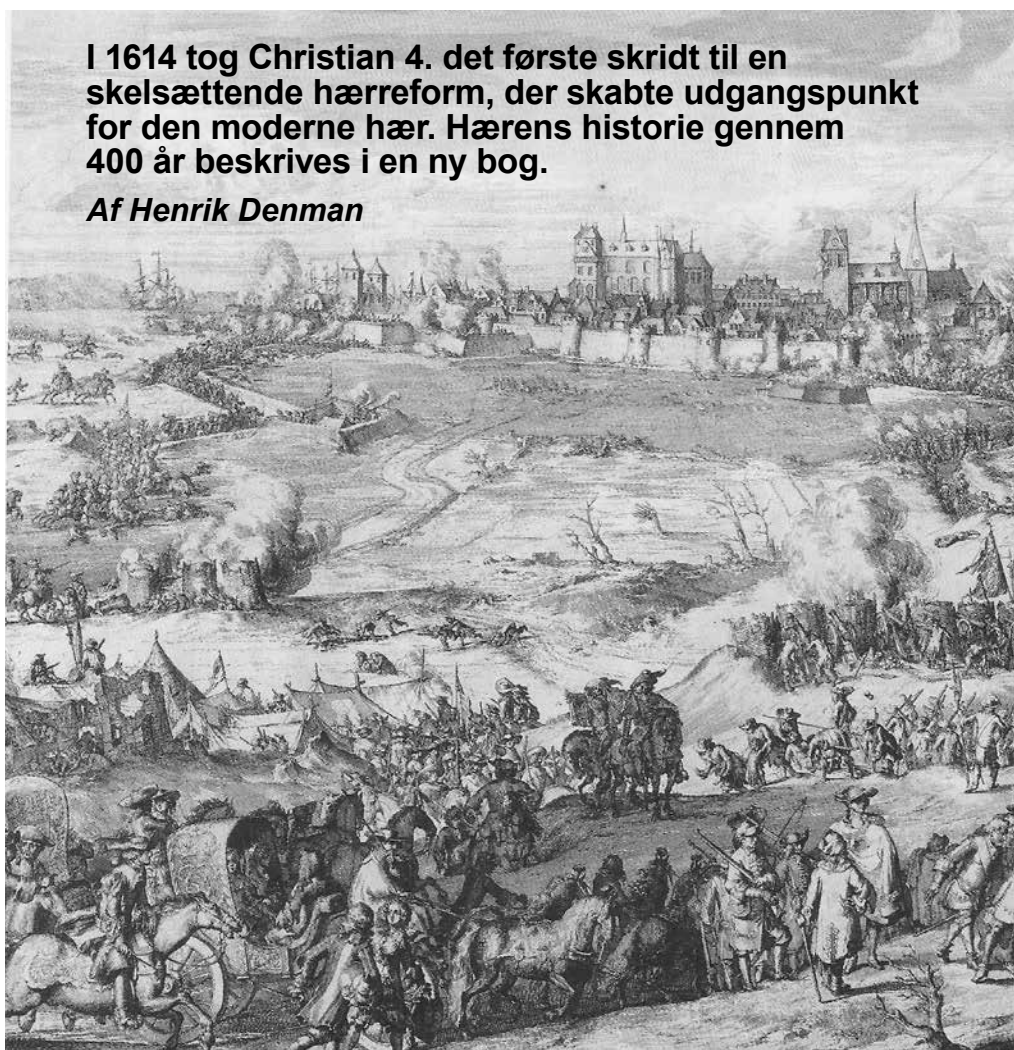 I 1614 tog Christian 4. det første skridt til en
skelsættende hærreform, der skabte udgangspunkt
for den moderne hær. Hærens historie gennem
400 år beskrives i en ny bog.
Af Henrik Denman